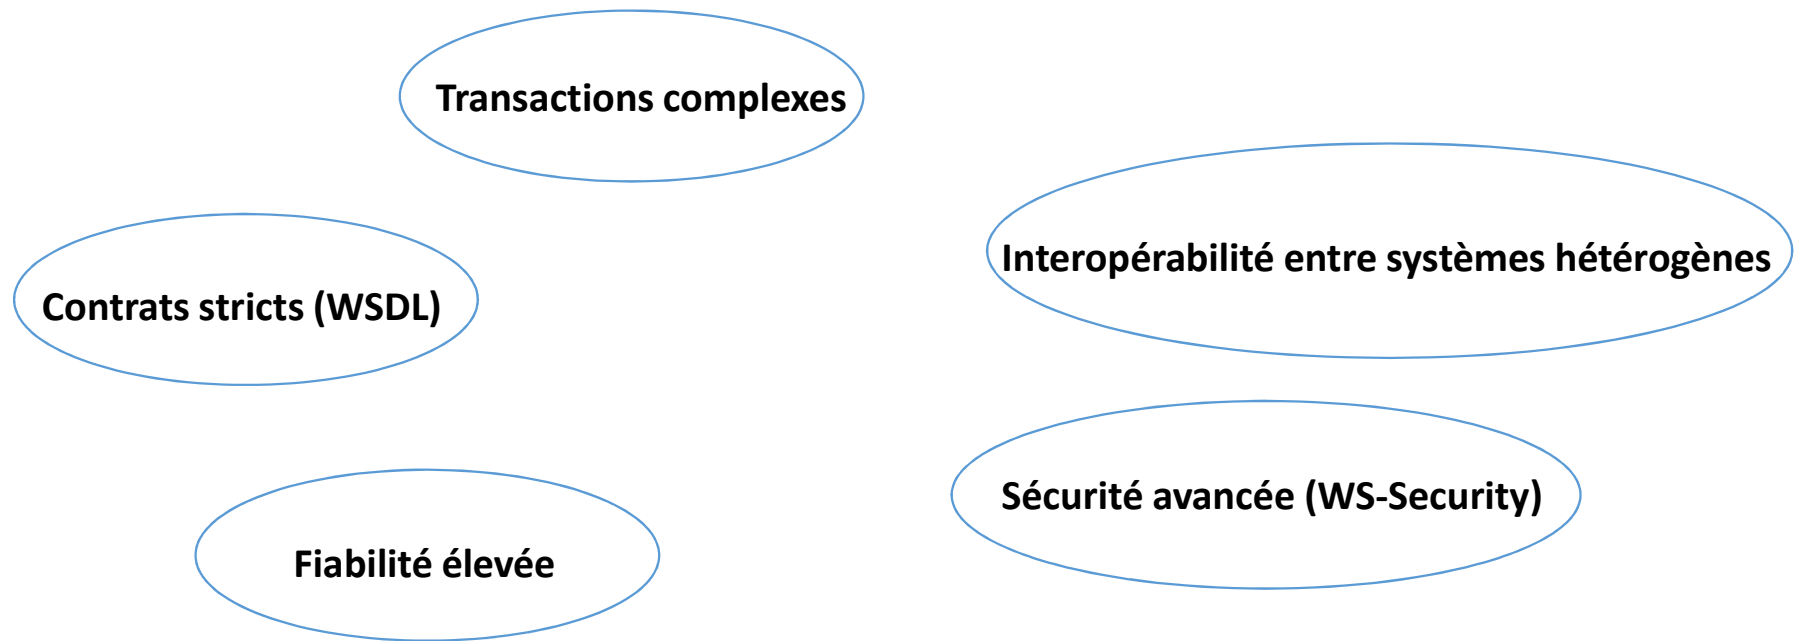 Transactions complexes
Interopérabilité entre systèmes hétérogènes
Contrats stricts (WSDL)
Sécurité avancée (WS-Security)
Fiabilité élevée